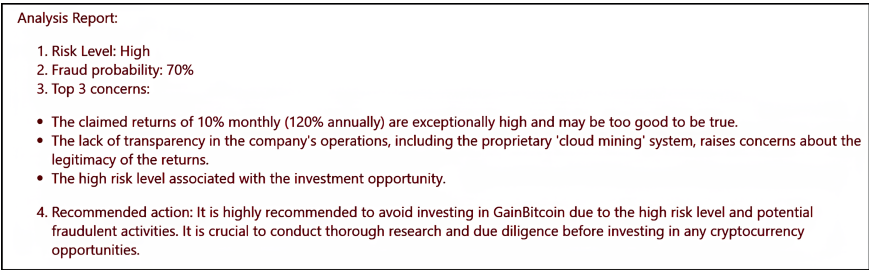 Analysis Report:
1. Risk Level: High
2. Fraud probability: 70%
3. Top 3 concerns:
• The claimed returns of 10% monthly (120% annually) are exceptionally high and may be too good to be true.
• The lack of transparency in the company's operations, including the proprietary 'cloud mining' system, raises concerns about the
legitimacy of the returns.
• The high risk level associated with the investment opportunity.
4. Recommended action: It is highly recommended to avoid investing in GainBitcoin due to the high risk level and potential
fraudulent activities. It is crucial to conduct thorough research and due diligence before investing in any cryptocurrency
opportunities.